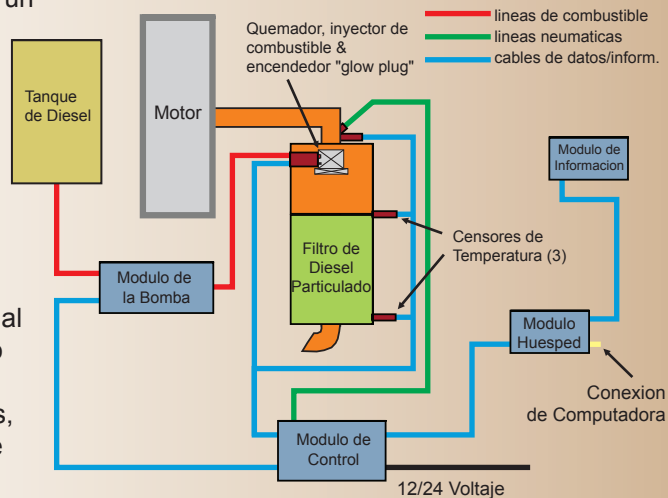 un
lineas de combustible
lineas neumaticas
cables de datos/inform.
Quemador, inyector de
combustible &
encendedor "glow plug"
Tanque
de Diesel
Motor
Modulo de
Informacion
Filtro de
Diesel
Particulado
Censores de
Temperatura (3)
Modulo de
la Bomba
al
o
s,
e
Modulo
Huesped
Conexion
de Computadora
Modulo de
Control
12/24 Voltaje